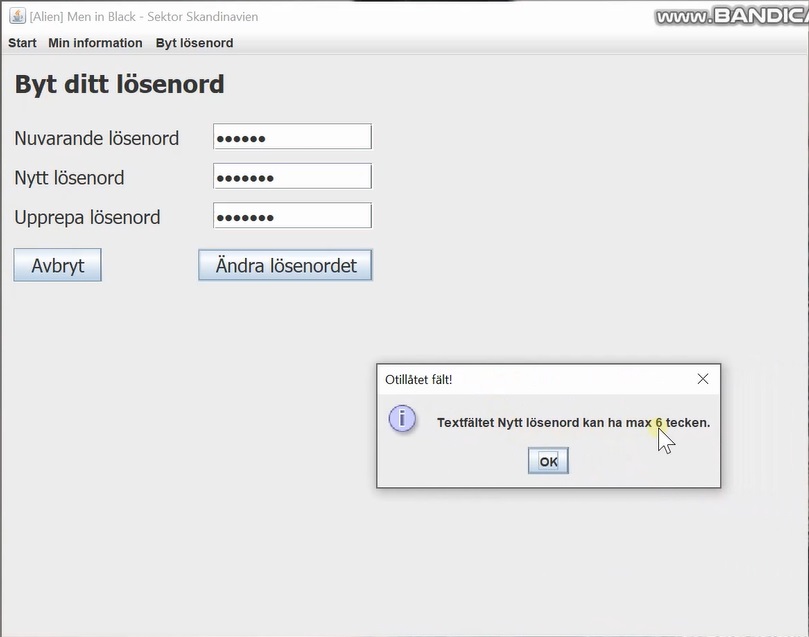 [Alien] Men in Black - Sektor Skandinavien
www.BANDICA
Start Min information Byt lösenord
Byt ditt lösenord
Nuvarande lösenord ••••••
Nytt lösenord •••••••
Upprepa lösenord •••••••
Avbryt Ändra lösenordet
Otillåtet fält!
Textfältet Nytt lösenord kan ha max 6 tecken.
OK